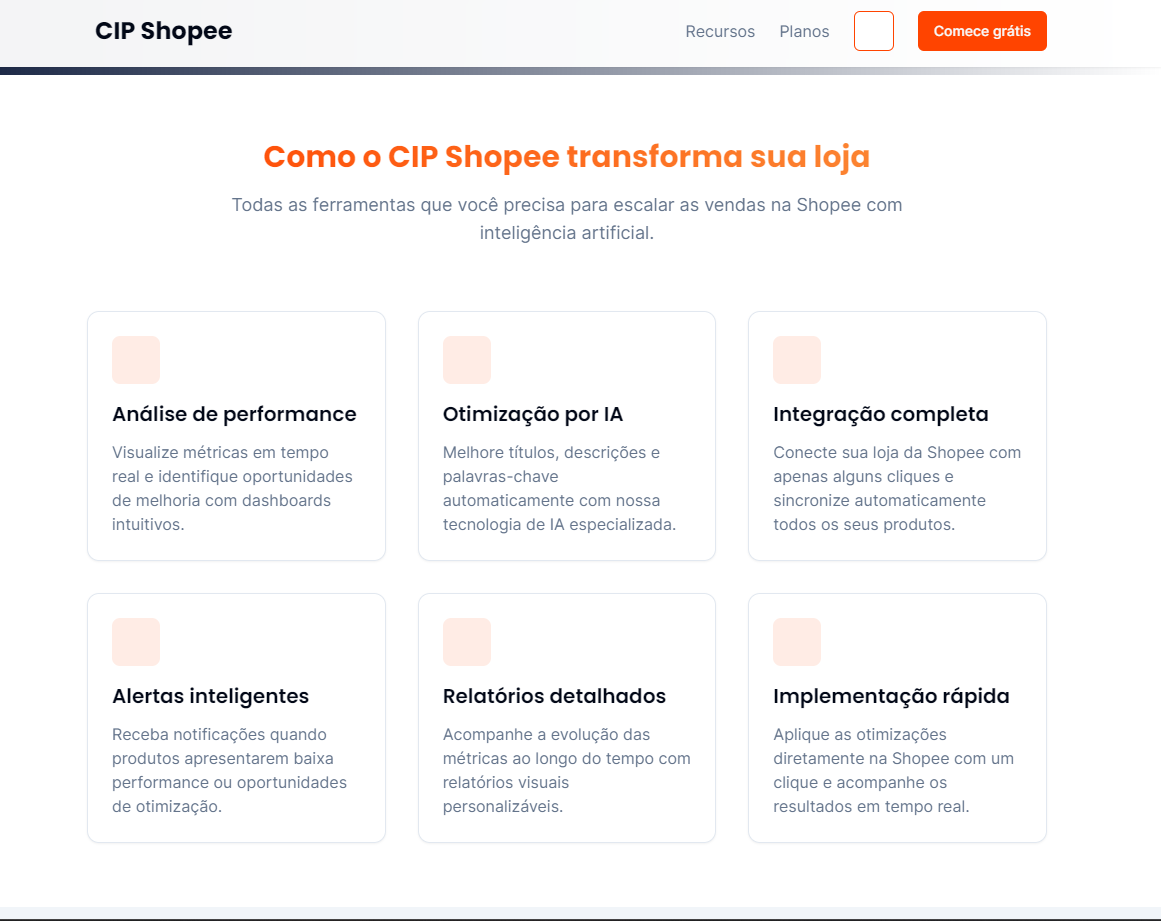 CIP Shopee
Recursos
Planos
Comece grátis
Como o CIP Shopee transforma sua loja
Todas as ferramentas que você precisa para escalar as vendas na Shopee com
inteligência artificial.
Análise de performance
Visualize métricas em tempo
real e identifique oportunidades
de melhoria com dashboards
intuitivos.
Otimização por IA
Melhore títulos, descrições e
palavras-chave
automaticamente com nossa
tecnologia de IA especializada.
Integração completa
Conecte sua loja da Shopee com
apenas alguns cliques e
sincronize automaticamente
todos os seus produtos.
Alertas inteligentes
Receba notificações quando
produtos apresentarem baixa
performance ou oportunidades
de otimização.
Relatórios detalhados
Acompanhe a evolução das
métricas ao longo do tempo com
relatórios visuais
personalizáveis.
Implementação rápida
Aplique as otimizações
diretamente na Shopee com um
clique e acompanhe os
resultados em tempo real.